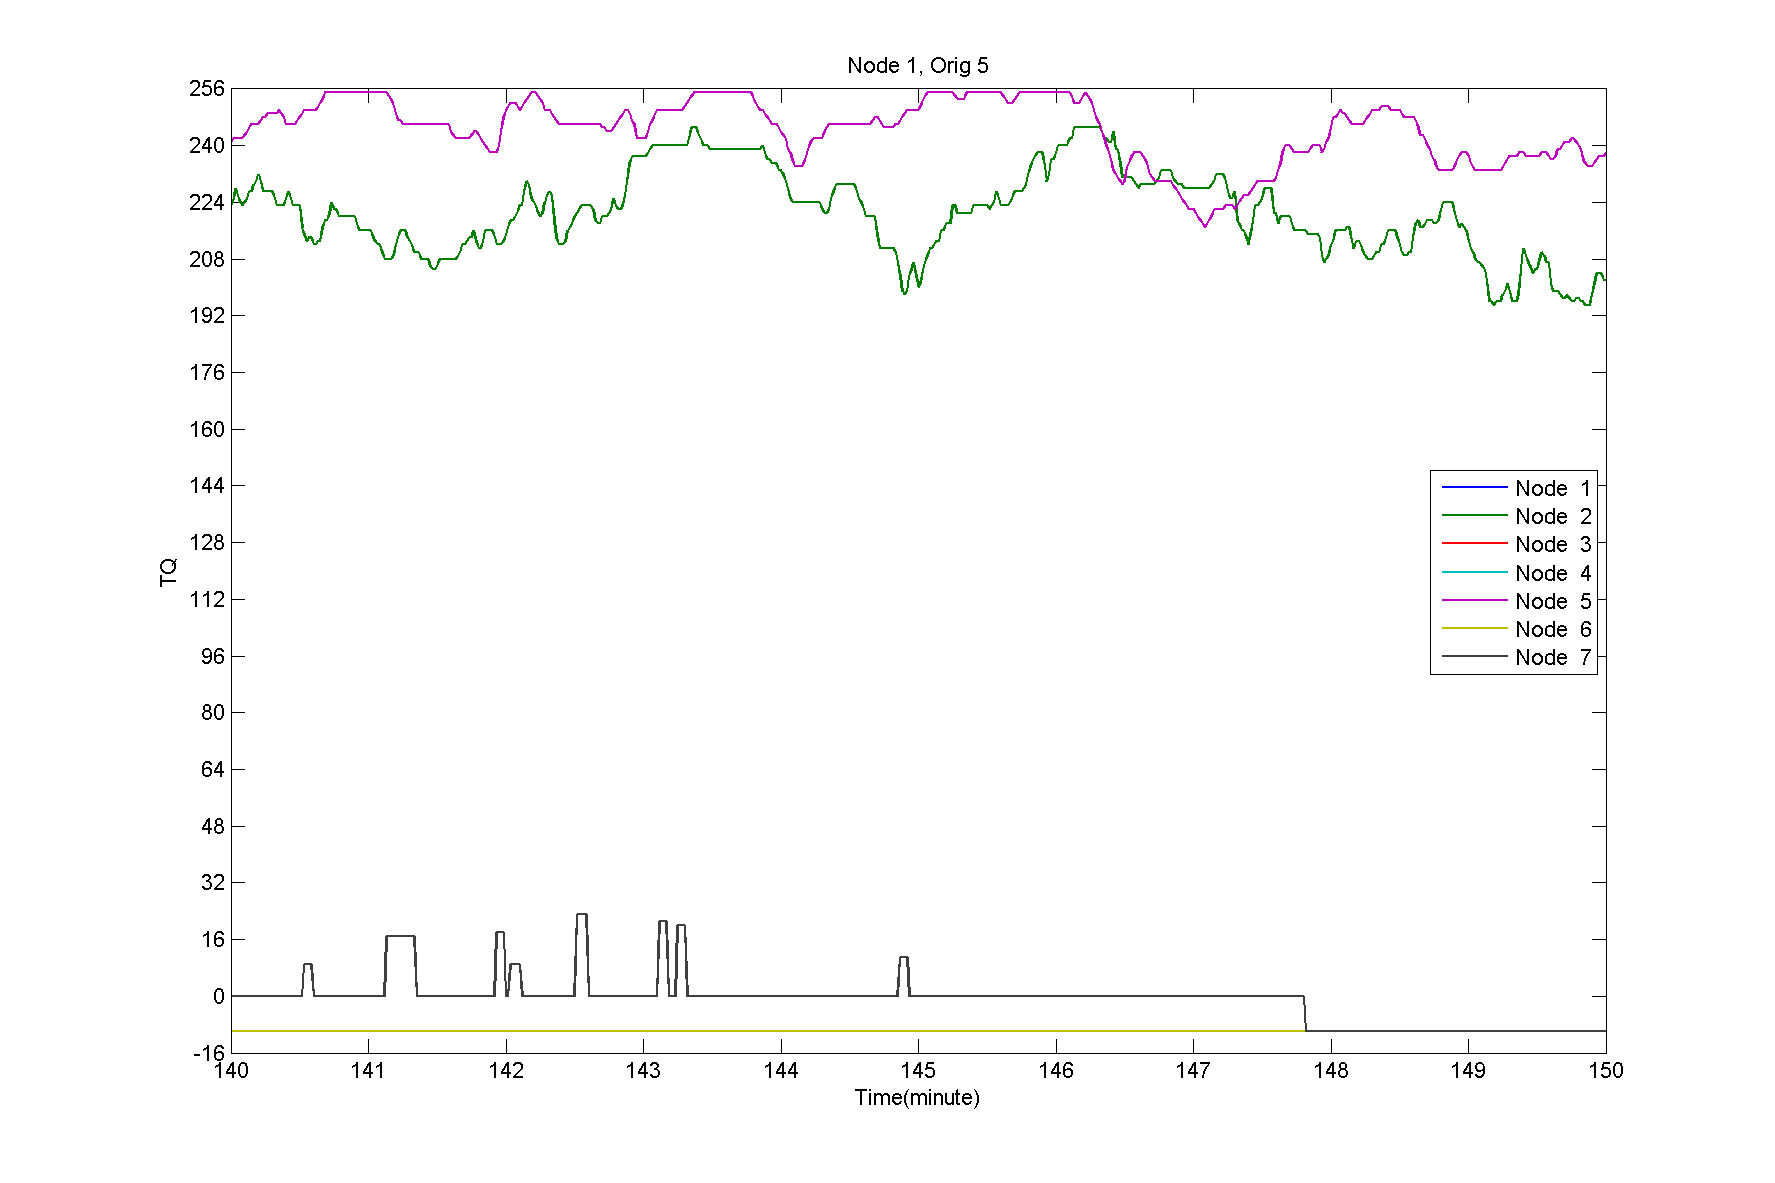 Node 1, Orig 5
256
240
224
208
192
176
160
144
128
112
96
80
64
48
32
16
0
-16
TQ
Node 1
Node 2
Node 3
Node 4
Node 5
Node 6
Node 7
140 141 142 143 144 145 146 147 148 149 150
Time(minute)